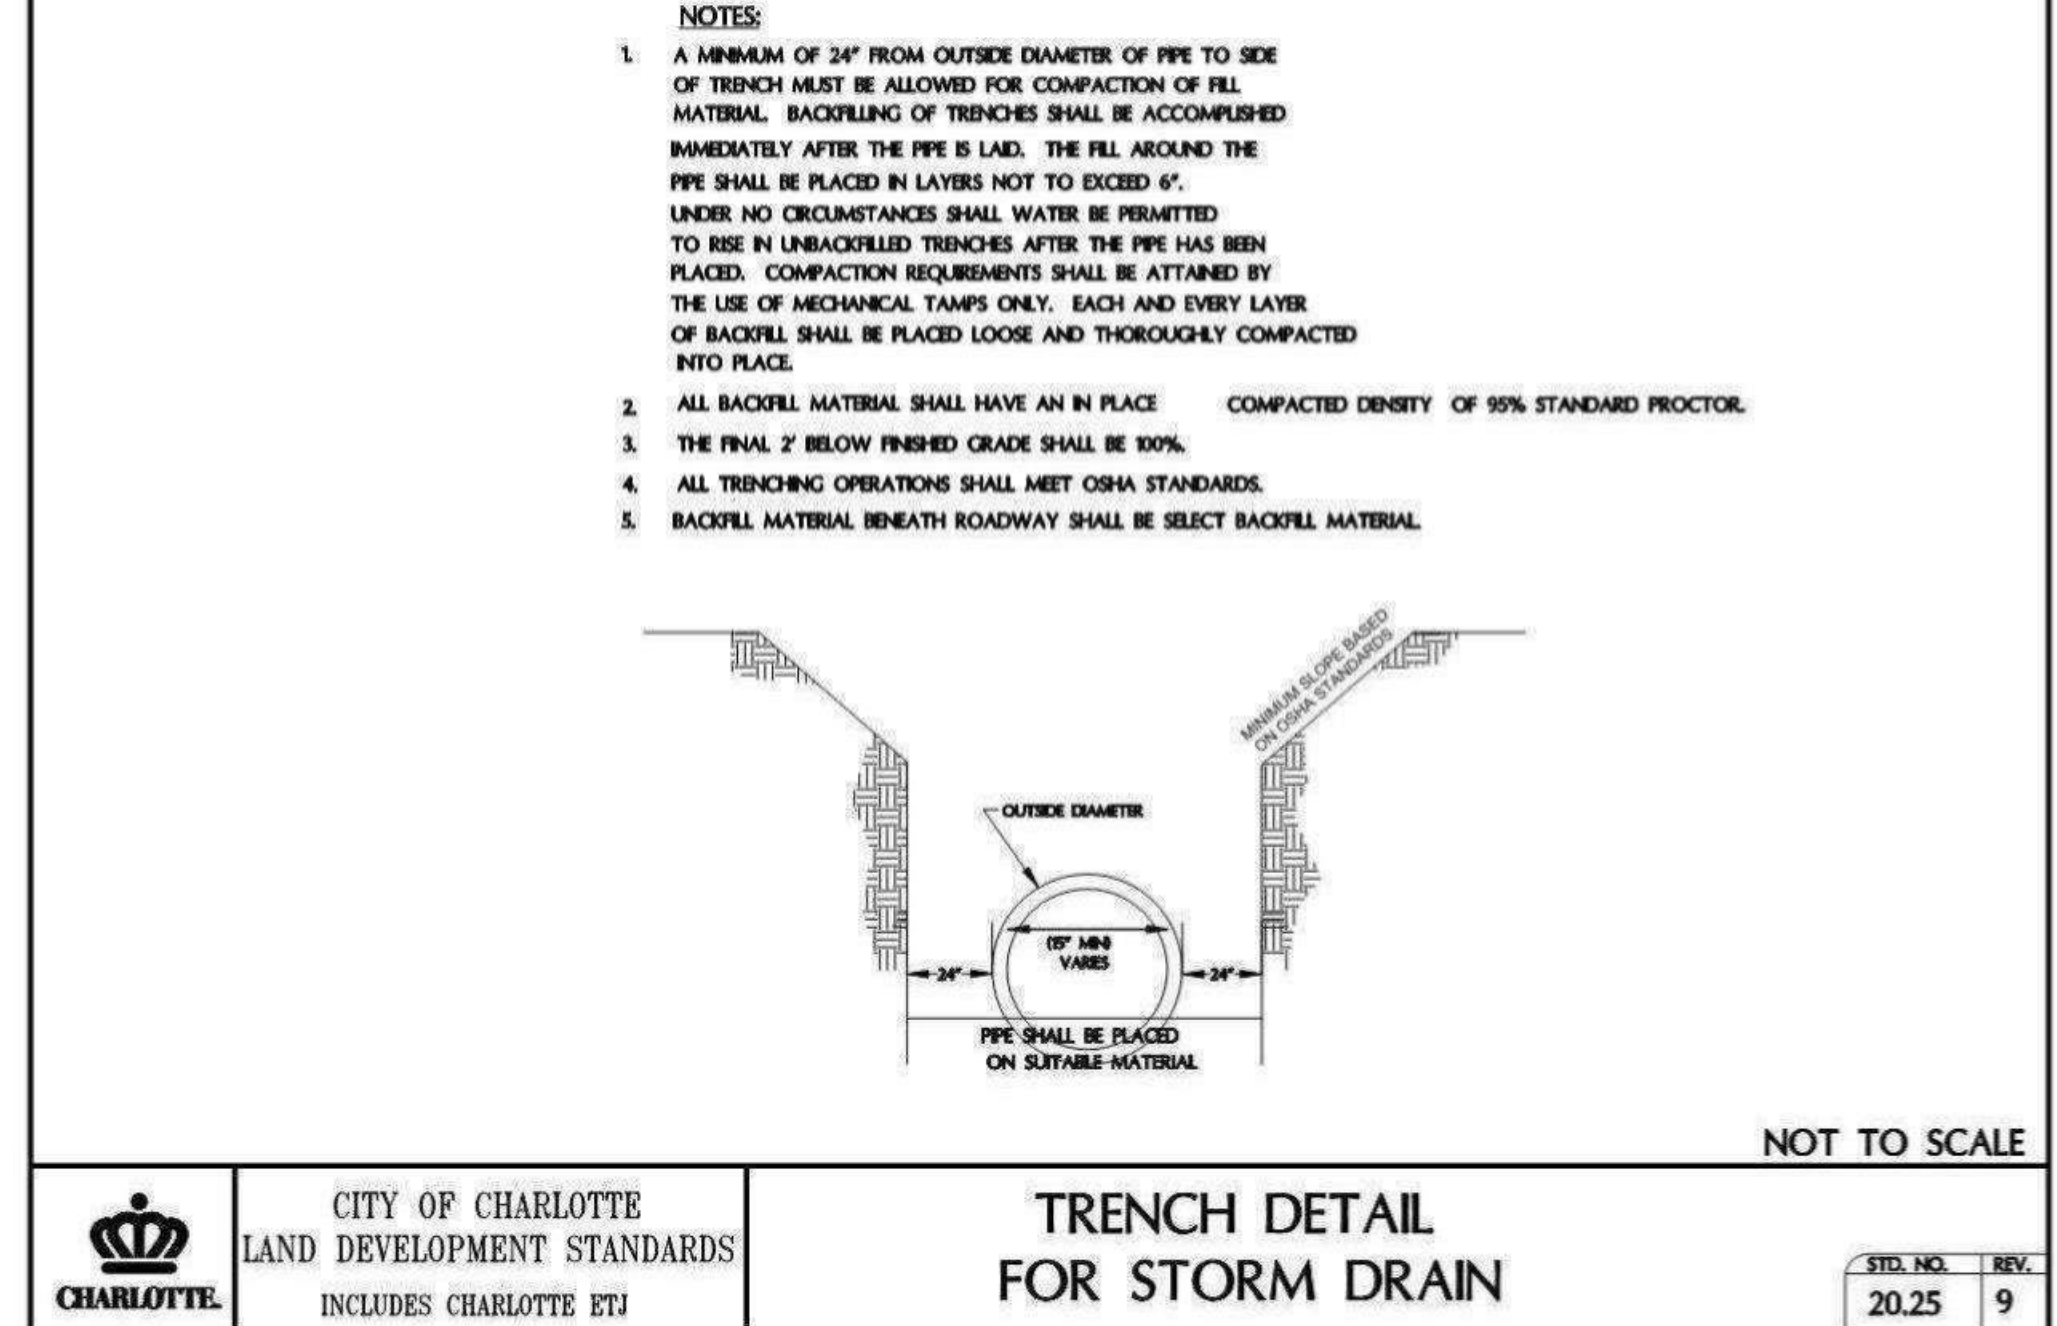 NOTES:
1. A MINIMUM OF 24" FROM OUTSIDE DIAMETER OF PIPE TO SIDE
OF TRENCH MUST BE ALLOWED FOR COMPACTION OF FILL
MATERIAL. BACKFILLING OF TRENCHES SHALL BE ACCOMPLISHED
IMMEDIATELY AFTER THE PIPE IS LAID. THE FILL AROUND THE
PIPE SHALL BE PLACED IN LAYERS NOT TO EXCEED 6".
UNDER NO CIRCUMSTANCES SHALL WATER BE PERMITTED
TO RISE IN UNBACKFILLED TRENCHES AFTER THE PIPE HAS BEEN
PLACED. COMPACTION REQUIREMENTS SHALL BE ATTAINED BY
THE USE OF MECHANICAL TAMPS ONLY. EACH AND EVERY LAYER
OF BACKFILL SHALL BE PLACED LOOSE AND THOROUGHLY COMPACTED
INTO PLACE.
2. ALL BACKFILL MATERIAL SHALL HAVE AN IN PLACE COMPACTED DENSITY OF 95% STANDARD PROCTOR.
3. THE FINAL 2' BELOW FINISHED GRADE SHALL BE 100%.
4. ALL TRENCHING OPERATIONS SHALL MEET OSHA STANDARDS.
5. BACKFILL MATERIAL BENEATH ROADWAY SHALL BE SELECT BACKFILL MATERIAL.
MINIMUM SLOPE BASED
ON OSHA STANDARDS
OUTSIDE DIAMETER
(15" MIN)
VARIES
24"
24"
PIPE SHALL BE PLACED
ON SUITABLE MATERIAL
NOT TO SCALE
CHARLOTTE.
CITY OF CHARLOTTE
LAND DEVELOPMENT STANDARDS
INCLUDES CHARLOTTE ETJ
TRENCH DETAIL
FOR STORM DRAIN
STD. NO. REV.
20.25 9